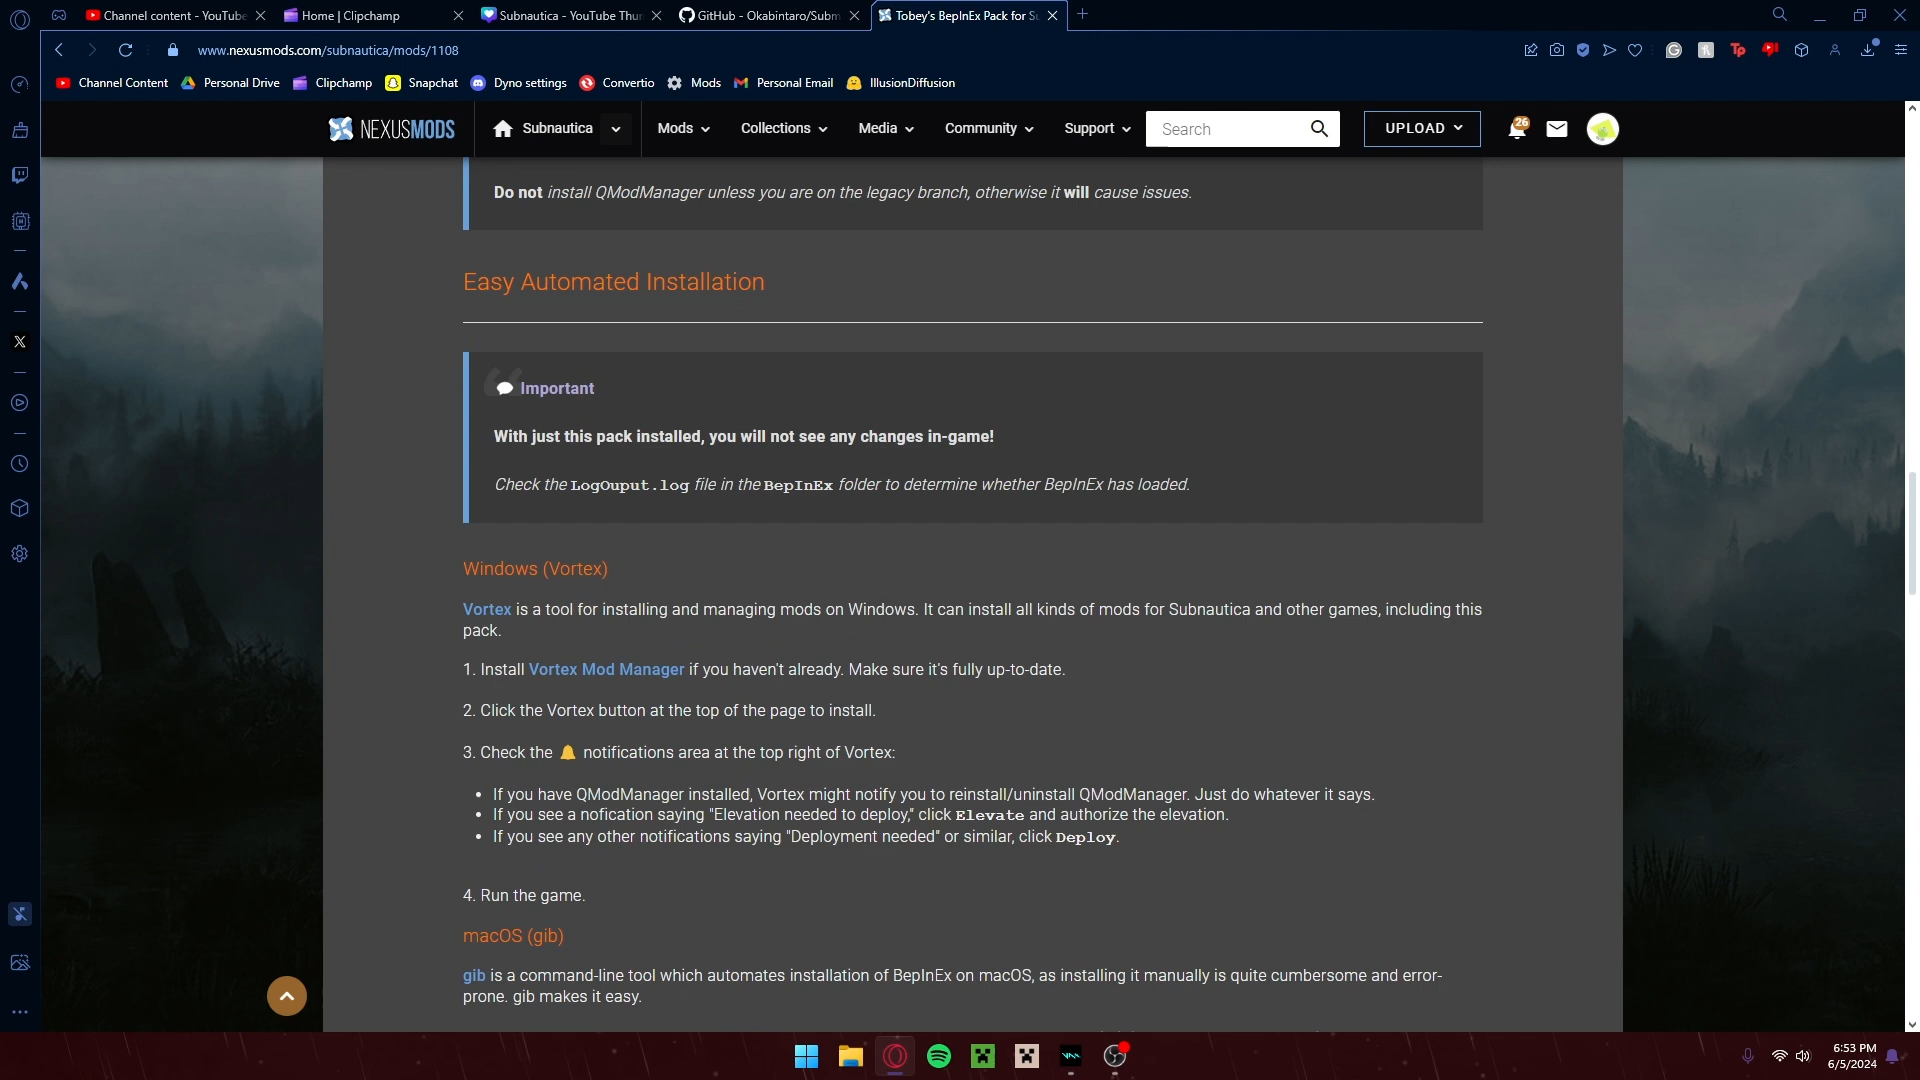 Channel content - YouTube
Home | Clipchamp
Subnautica - YouTube Thu
GitHub - Okabintaro/Subm
Tobey's BepInEx Pack for Su
www.nexusmods.com/subnautica/mods/1108
Channel Content
Personal Drive
Clipchamp
Snapchat
Dyno settings
Convertio
Mods
Personal Email
IllusionDiffusion
NEXUSMODS
Subnautica
Mods
Collections
Media
Community
Support
Search
UPLOAD
26
Do not install QModManager unless you are on the legacy branch, otherwise it will cause issues.
Easy Automated Installation
Important
With just this pack installed, you will not see any changes in-game!
Check the LogOuput.log file in the BepInEx folder to determine whether BepInEx has loaded.
Windows (Vortex)
Vortex is a tool for installing and managing mods on Windows. It can install all kinds of mods for Subnautica and other games, including this
pack.
1. Install Vortex Mod Manager if you haven't already. Make sure it's fully up-to-date.
2. Click the Vortex button at the top of the page to install.
3. Check the 🔔 notifications area at the top right of Vortex:
• If you have QModManager installed, Vortex might notify you to reinstall/uninstall QModManager. Just do whatever it says.
• If you see a nofication saying "Elevation needed to deploy," click Elevate and authorize the elevation.
• If you see any other notifications saying "Deployment needed" or similar, click Deploy.
4. Run the game.
macOS (gib)
gib is a command-line tool which automates installation of BepInEx on macOS, as installing it manually is quite cumbersome and error-
prone. gib makes it easy.
6:53 PM
6/5/2024